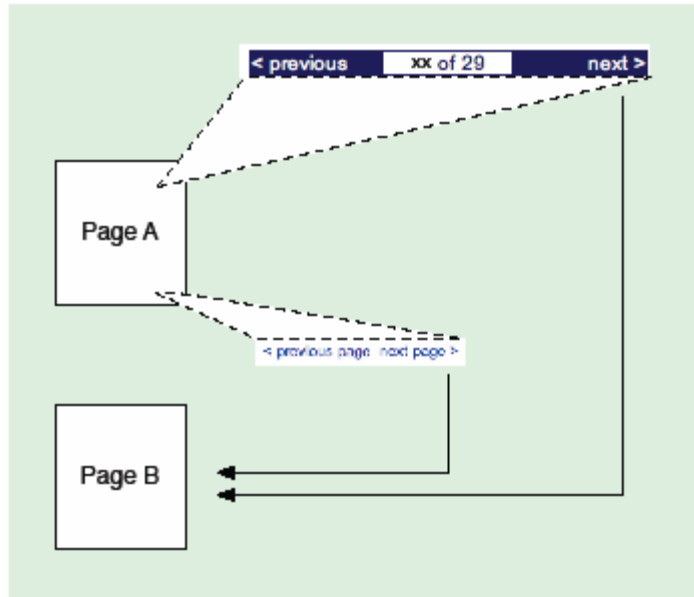 < previous xx of 29 next >
Page A
< previous page next page >
Page B